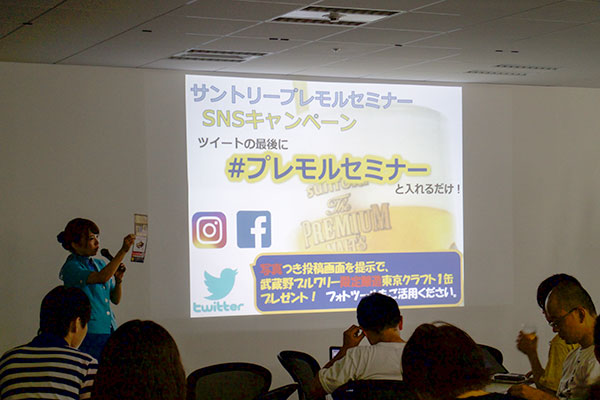 サントリープレモルセミナー
SNSキャンペーン
ツイートの最後に
#プレモルセミナー
と入れるだけ!
SUNTORY
The
PREMIUM
MALT'S
twitter
写真つき投稿画面を提示で、
武蔵野ブルワリー限定醸造東京クラフト1缶
プレゼント! フォトツールをご活用ください。